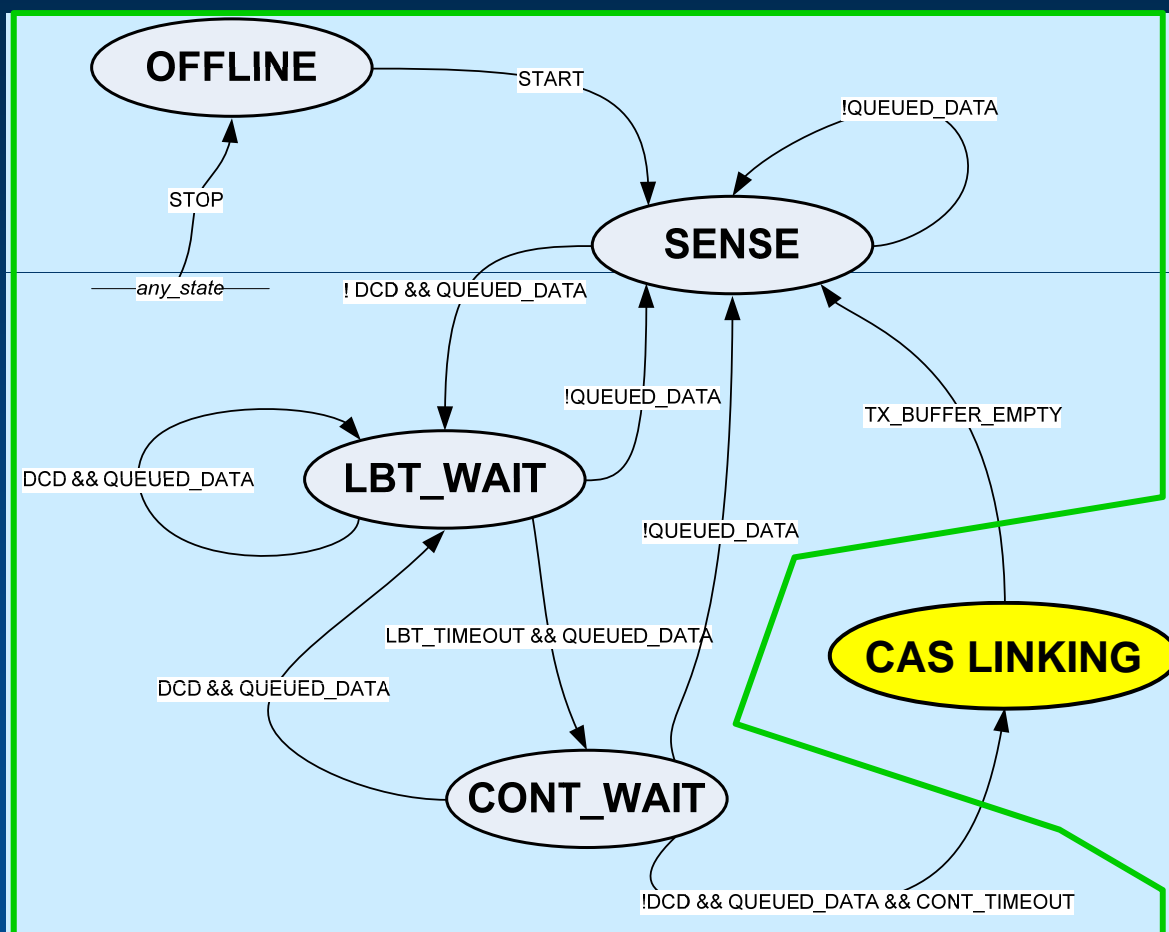 OFFLINE
START
!QUEUED_DATA
STOP
SENSE
any_state
! DCD && QUEUED_DATA
!QUEUED_DATA
TX_BUFFER_EMPTY
LBT_WAIT
DCD && QUEUED_DATA
!QUEUED_DATA
LBT_TIMEOUT && QUEUED_DATA
CAS LINKING
DCD && QUEUED_DATA
CONT_WAIT
!DCD && QUEUED_DATA && CONT_TIMEOUT